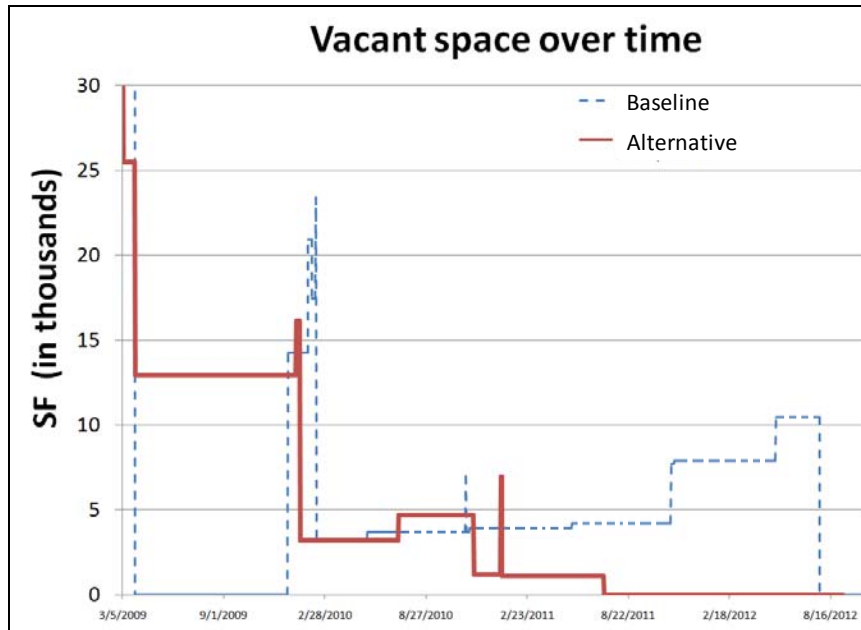 Vacant space over time
SF (in thousands)
30
25
20
15
10
5
0
Baseline
Alternative
3/5/2009 9/1/2009 2/28/2010 8/27/2010 2/23/2011 8/22/2011 2/18/2012 8/16/2012